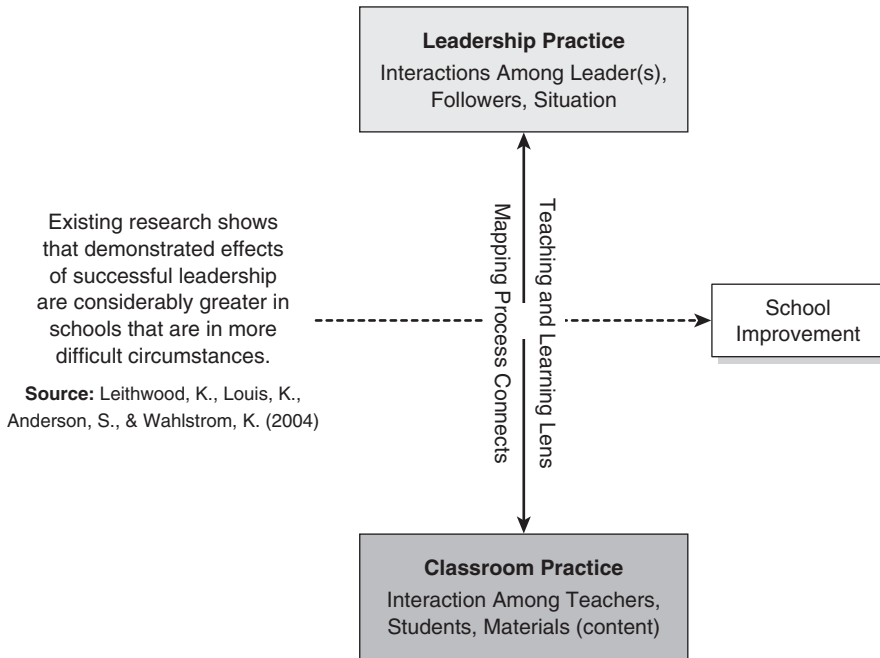 Leadership Practice
Interactions Among Leader(s),
Followers, Situation
Existing research shows
that demonstrated effects
of successful leadership
are considerably greater in
schools that are in more
difficult circumstances.
Source: Leithwood, K., Louis, K.,
Anderson, S., & Wahlstrom, K. (2004)
Mapping Process Connects
Teaching and Learning Lens
School
Improvement
Classroom Practice
Interaction Among Teachers,
Students, Materials (content)